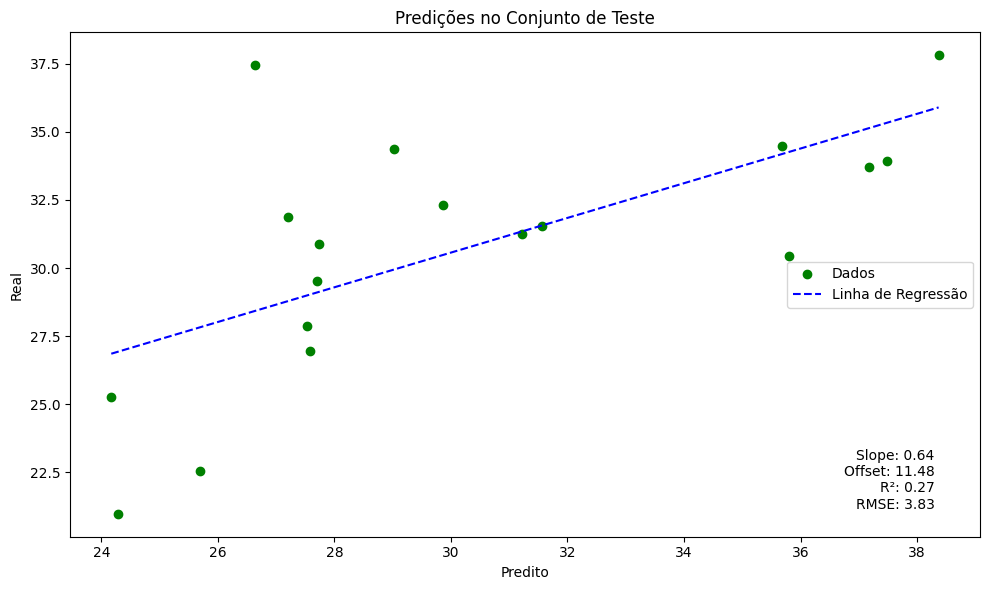 Predições no Conjunto de Teste
Real
37.5
35.0
32.5
30.0
27.5
25.0
22.5
Dados
Linha de Regressão
Slope: 0.64
Offset: 11.48
R²: 0.27
RMSE: 3.83
24 26 28 30 32 34 36 38
Predito